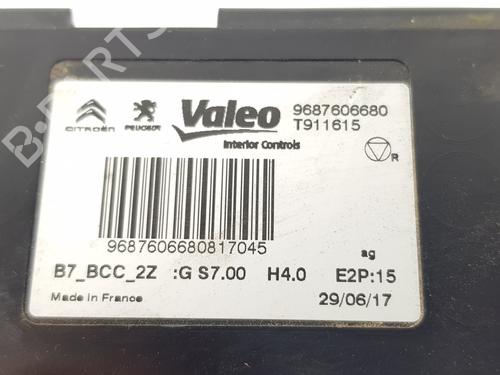 B-PARTS
CITROËN PEUGEOT Valeo 9687606680
T911615
Interior Controls
R
9687606680817045
ag
B7_BCC_2Z :G S7.00 H4.0 E2P:15
Made in France 29/06/17